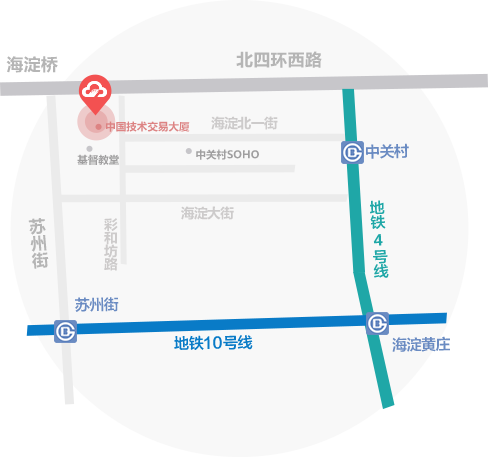 北四环西路
海淀桥
中国技术交易大厦
海淀北一街
基督教堂
中关村SOHO
中关村
海淀大街
苏州街
彩和坊路
地铁4号线
苏州街
地铁10号线
海淀黄庄